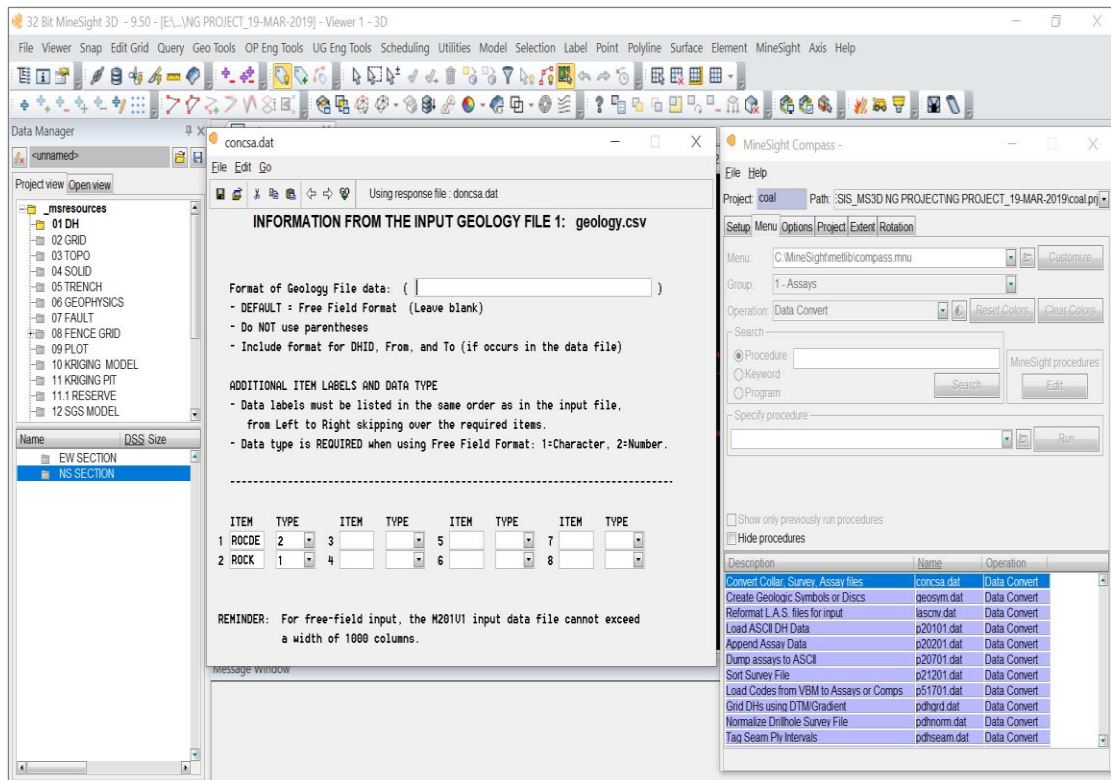 32 Bit MineSight 3D - 9.50 - [E\...\NG PROJECT_19-MAR-2019] - Viewer 1 - 3D
File Viewer Snap Edit Grid Query Geo Tools OP Eng Tools UG Eng Tools Scheduling Utilities Model Selection Label Point Polyline Surface Element MineSight Axis Help
Data Manager
<unnamed>
Project view Open view
_msresources
01 DH
02 GRID
03 TOPO
04 SOLID
05 TRENCH
06 GEOPHYSICS
07 FAULT
08 FENCE GRID
09 PLOT
10 KRIGING MODEL
11 KRIGING PIT
11.1 RESERVE
12 SGS MODEL
Name DSS Size
EW SECTION
NS SECTION
concsa.dat
File Edit Go
Using response file : doncsa.dat
INFORMATION FROM THE INPUT GEOLOGY FILE 1: geology.csv
Format of Geology File data: ( )
- DEFAULT = Free Field Format (Leave blank)
- Do NOT use parentheses
- Include format for DHID, From, and To (if occurs in the data file)
ADDITIONAL ITEM LABELS AND DATA TYPE
- Data labels must be listed in the same order as in the input file,
from Left to Right skipping over the required items.
- Data type is REQUIRED when using Free Field Format: 1=Character, 2=Number.
ITEM TYPE ITEM TYPE ITEM TYPE ITEM TYPE
1 ROCDE 2 3 5 7
2 ROCK 1 4 6 8
REMINDER: For free-field input, the M201V1 input data file cannot exceed
a width of 1000 columns.
Message Window
MineSight Compass -
File Help
Project: coal Path: :SIS_MS3D NG PROJECT\NG PROJECT_19-MAR-2019\coal.prj
Setup Menu Options Project Extent Rotation
Menu: C:\MineSight\metlib\compass.mnu Customize
Group: 1 - Assays
Operation: Data Convert Reset Colors Clear Colors
Search
Procedure
Keyword
Program
Search
MineSight procedures
Edit
Specify procedure
Run
Show only previously run procedures
Hide procedures
Description Name Operation
Convert Collar, Survey, Assay files concsa.dat Data Convert
Create Geologic Symbols or Discs geosym.dat Data Convert
Reformat L.A.S. files for input lascnv.dat Data Convert
Load ASCII DH Data p20101.dat Data Convert
Append Assay Data p20201.dat Data Convert
Dump assays to ASCII p20701.dat Data Convert
Sort Survey File p21201.dat Data Convert
Load Codes from VBM to Assays or Comps p51701.dat Data Convert
Grid DHs using DTM/Gradient pdhgrd.dat Data Convert
Normalize Drillhole Survey File pdhnorm.dat Data Convert
Tag Seam Ply Intervals pdhseam.dat Data Convert